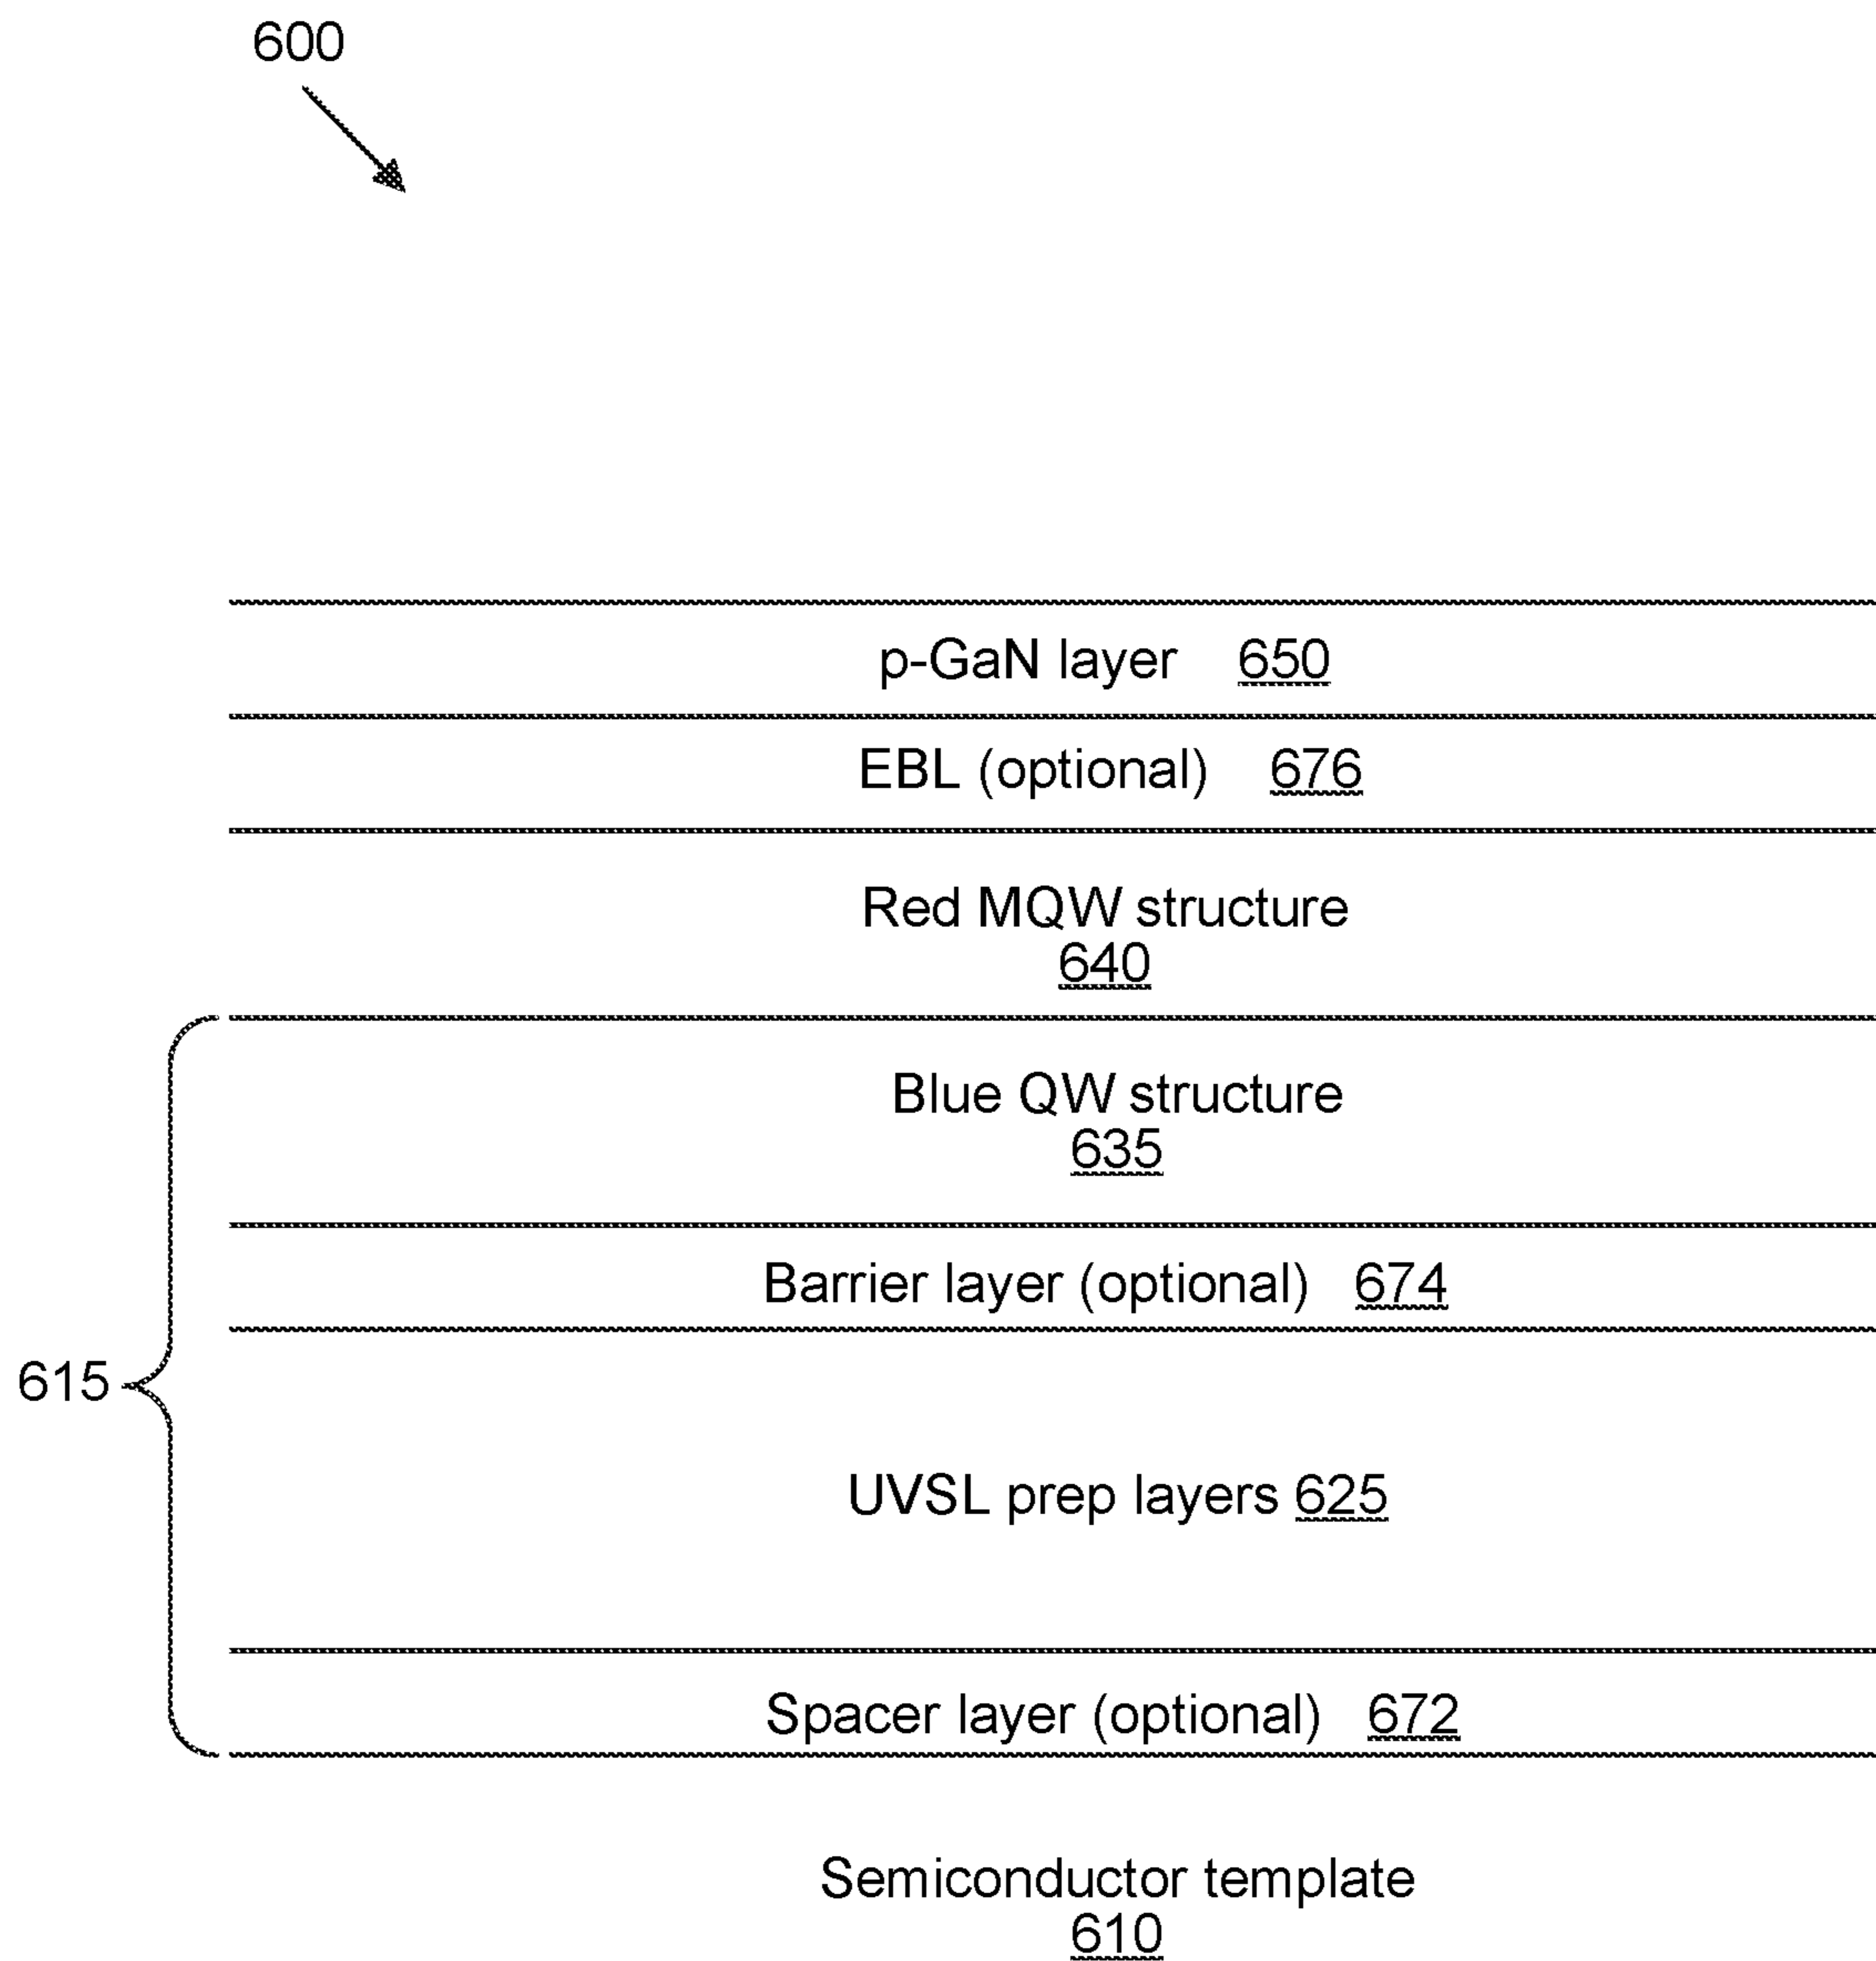 600
p-GaN layer 650
EBL (optional) 676
Red MQW structure
640
Blue QW structure
635
Barrier layer (optional) 674
615
UVSL prep layers 625
Spacer layer (optional) 672
Semiconductor template
610